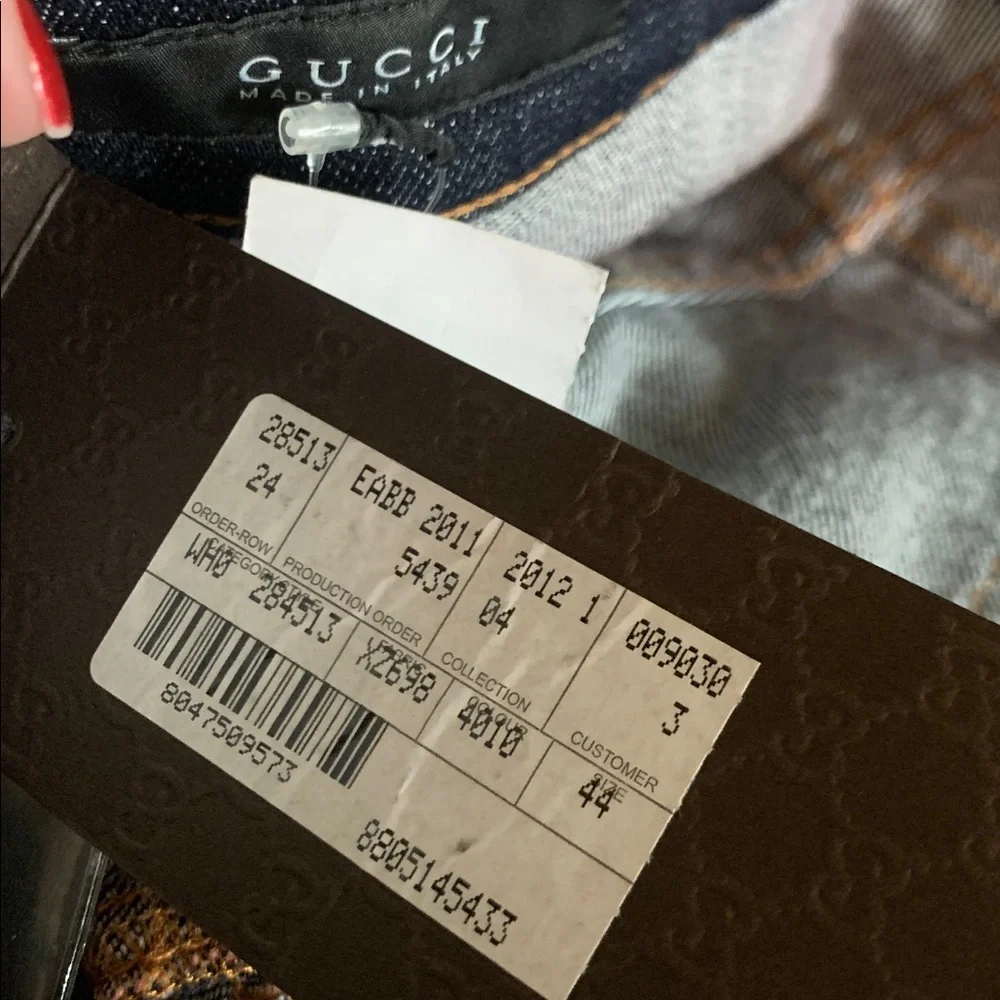 GUCCI
MADE IN ITALY
28513 EABB 2011 2012 1 009030
24 5439 04 3
ORDER-ROW PRODUCTION ORDER COLLECTION CUSTOMER
CATEGORY COLOUR SIZE
WH0 284513 XZ698 4010 44
8047509573
8805145433